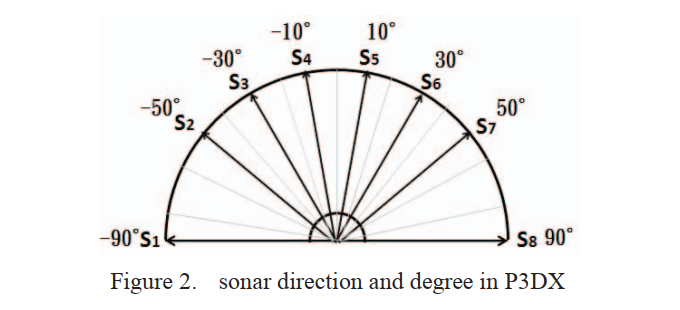 -10° 10°
-30° S4 S5 30°
S3 S6
-50° 50°
S2 S7
-90° S1 S8 90°
Figure 2. sonar direction and degree in P3DX